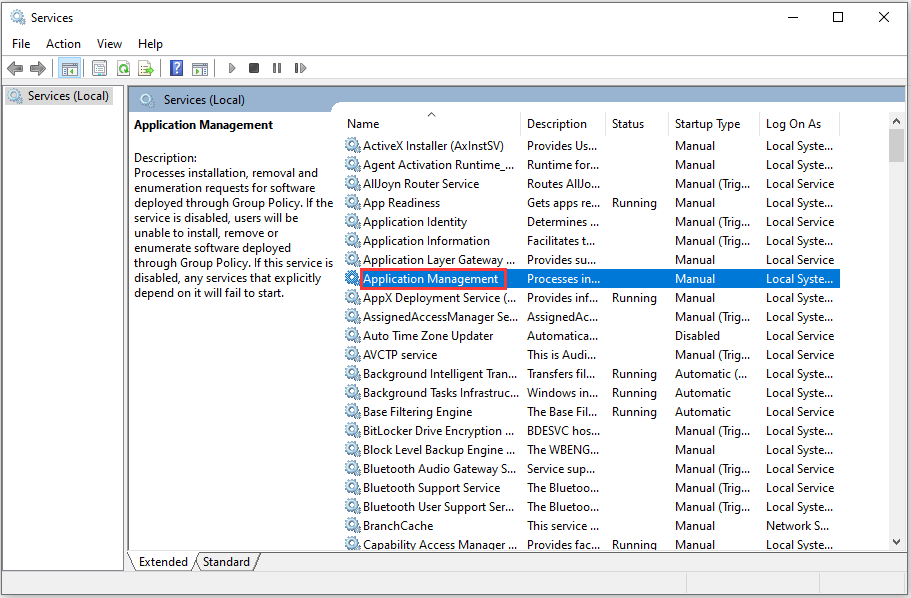 Services
File Action View Help
Services (Local)
Services (Local)
Application Management
Description:
Processes installation, removal and
enumeration requests for software
deployed through Group Policy. If the
service is disabled, users will be
unable to install, remove or
enumerate software deployed
through Group Policy. If this service is
disabled, any services that explicitly
depend on it will fail to start.
Name Description Status Startup Type Log On As
ActiveX Installer (AxInstSV) Provides Us... Manual Local Syste...
Agent Activation Runtime_... Runtime for... Manual Local Syste...
AllJoyn Router Service Routes AllJo... Manual (Trig... Local Service
App Readiness Gets apps re... Running Manual Local Syste...
Application Identity Determines ... Manual (Trig... Local Service
Application Information Facilitates t... Manual (Trig... Local Syste...
Application Layer Gateway ... Provides su... Manual Local Service
Application Management Processes in... Manual Local Syste...
AppX Deployment Service (... Provides inf... Running Manual Local Syste...
AssignedAccessManager Se... AssignedAc... Manual (Trig... Local Syste...
Auto Time Zone Updater Automatica... Disabled Local Service
AVCTP service This is Audi... Manual (Trig... Local Service
Background Intelligent Tran... Transfers fil... Running Automatic (... Local Syste...
Background Tasks Infrastruc... Windows in... Running Automatic Local Syste...
Base Filtering Engine The Base Fil... Running Automatic Local Service
BitLocker Drive Encryption ... BDESVC hos... Manual (Trig... Local Syste...
Block Level Backup Engine ... The WBENG... Manual Local Syste...
Bluetooth Audio Gateway S... Service sup... Manual (Trig... Local Service
Bluetooth Support Service The Bluetoo... Manual (Trig... Local Service
Bluetooth User Support Ser... The Bluetoo... Manual (Trig... Local Syste...
BranchCache This service ... Manual Network S...
Capability Access Manager ... Provides fac... Running Manual Local Syste...
Extended Standard